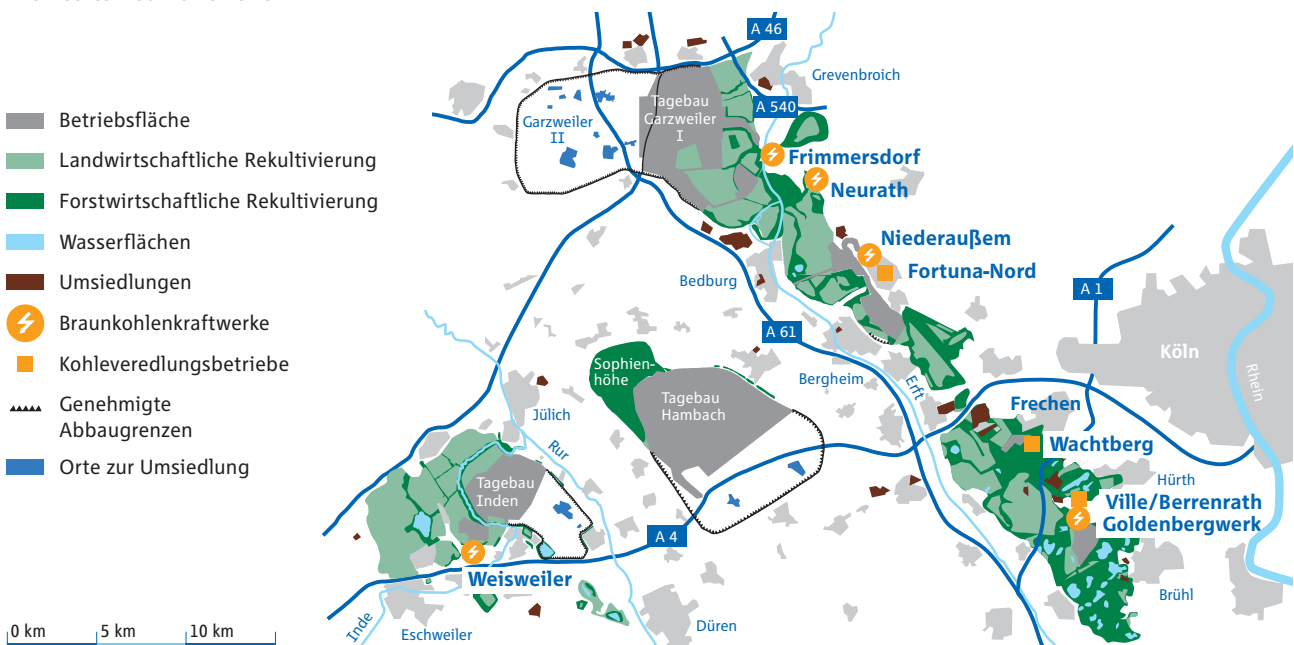 Betriebsfläche
Landwirtschaftliche Rekultivierung
Forstwirtschaftliche Rekultivierung
Wasserflächen
Umsiedlungen
Braunkohlenkraftwerke
Kohleveredlungsbetriebe
Genehmigte
Abbaugrenzen
Orte zur Umsiedlung
0 km
5 km
10 km
A 46
Grevenbroich
Tagebau
Garzweiler
I
A 540
Garzweiler
II
Frimmersdorf
Neurath
Niederaußem
Fortuna-Nord
Bedburg
A 1
A 61
Köln
Rhein
Sophien-
höhe
Bergheim
Erft
Tagebau
Hambach
Jülich
Rur
Frechen
Wachtberg
Hürth
Ville/Berrenrath
Goldenbergwerk
Tagebau
Inden
A 4
Weisweiler
Brühl
Inde
Eschweiler
Düren